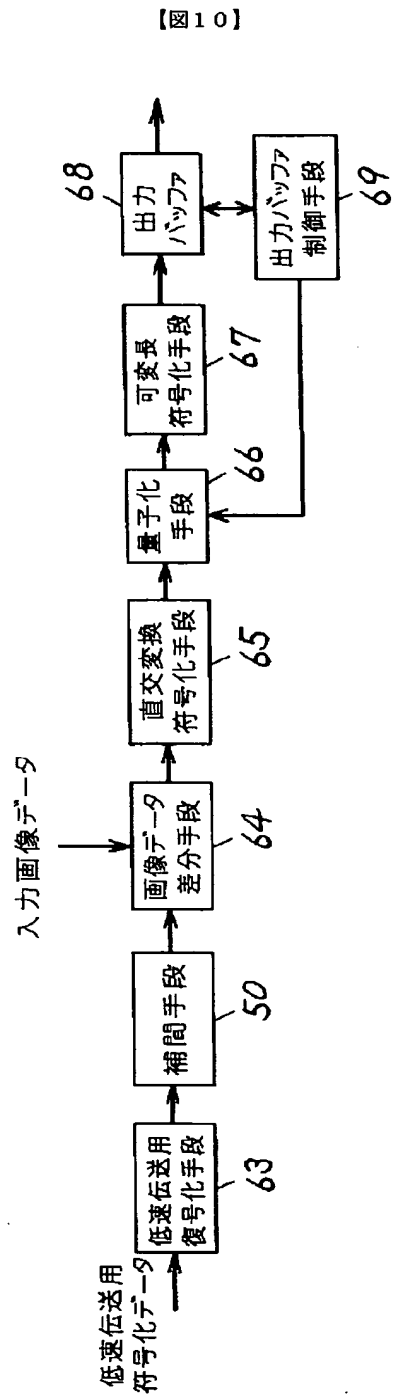 【図10】
低速伝送用
符号化データ
低速伝送用
復号化手段
63
補間手段
50
入力画像データ
画像データ
差分手段
64
直交変換
符号化手段
65
量子化
手段
66
可変長
符号化手段
67
出力
バッファ
68
出力バッファ
制御手段
69